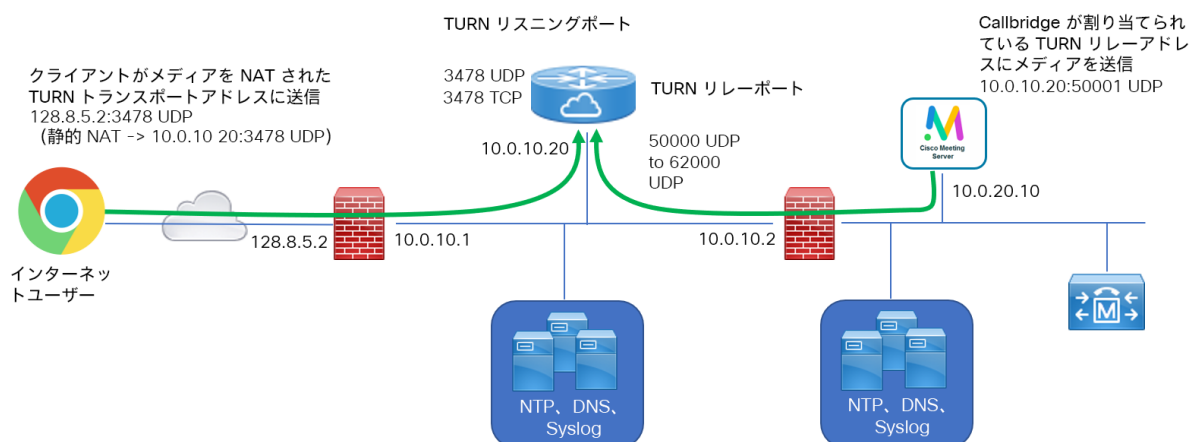 TURN リスニングポート
Callbridge が割り当てられ
ている TURN リレーアドレ
スにメディアを送信
10.0.10.20:50001 UDP
クライアントがメディアを NAT された
TURN トランスポートアドレスに送信
128.8.5.2:3478 UDP
(静的 NAT -> 10.0.10 20:3478 UDP)
3478 UDP
3478 TCP
TURN リレーポート
50000 UDP
to 62000
UDP
10.0.10.20
Cisco Meeting
Server
10.0.20.10
128.8.5.2
10.0.10.1
10.0.10.2
インターネッ
トユーザー
M
NTP、DNS、
Syslog
NTP、DNS、
Syslog